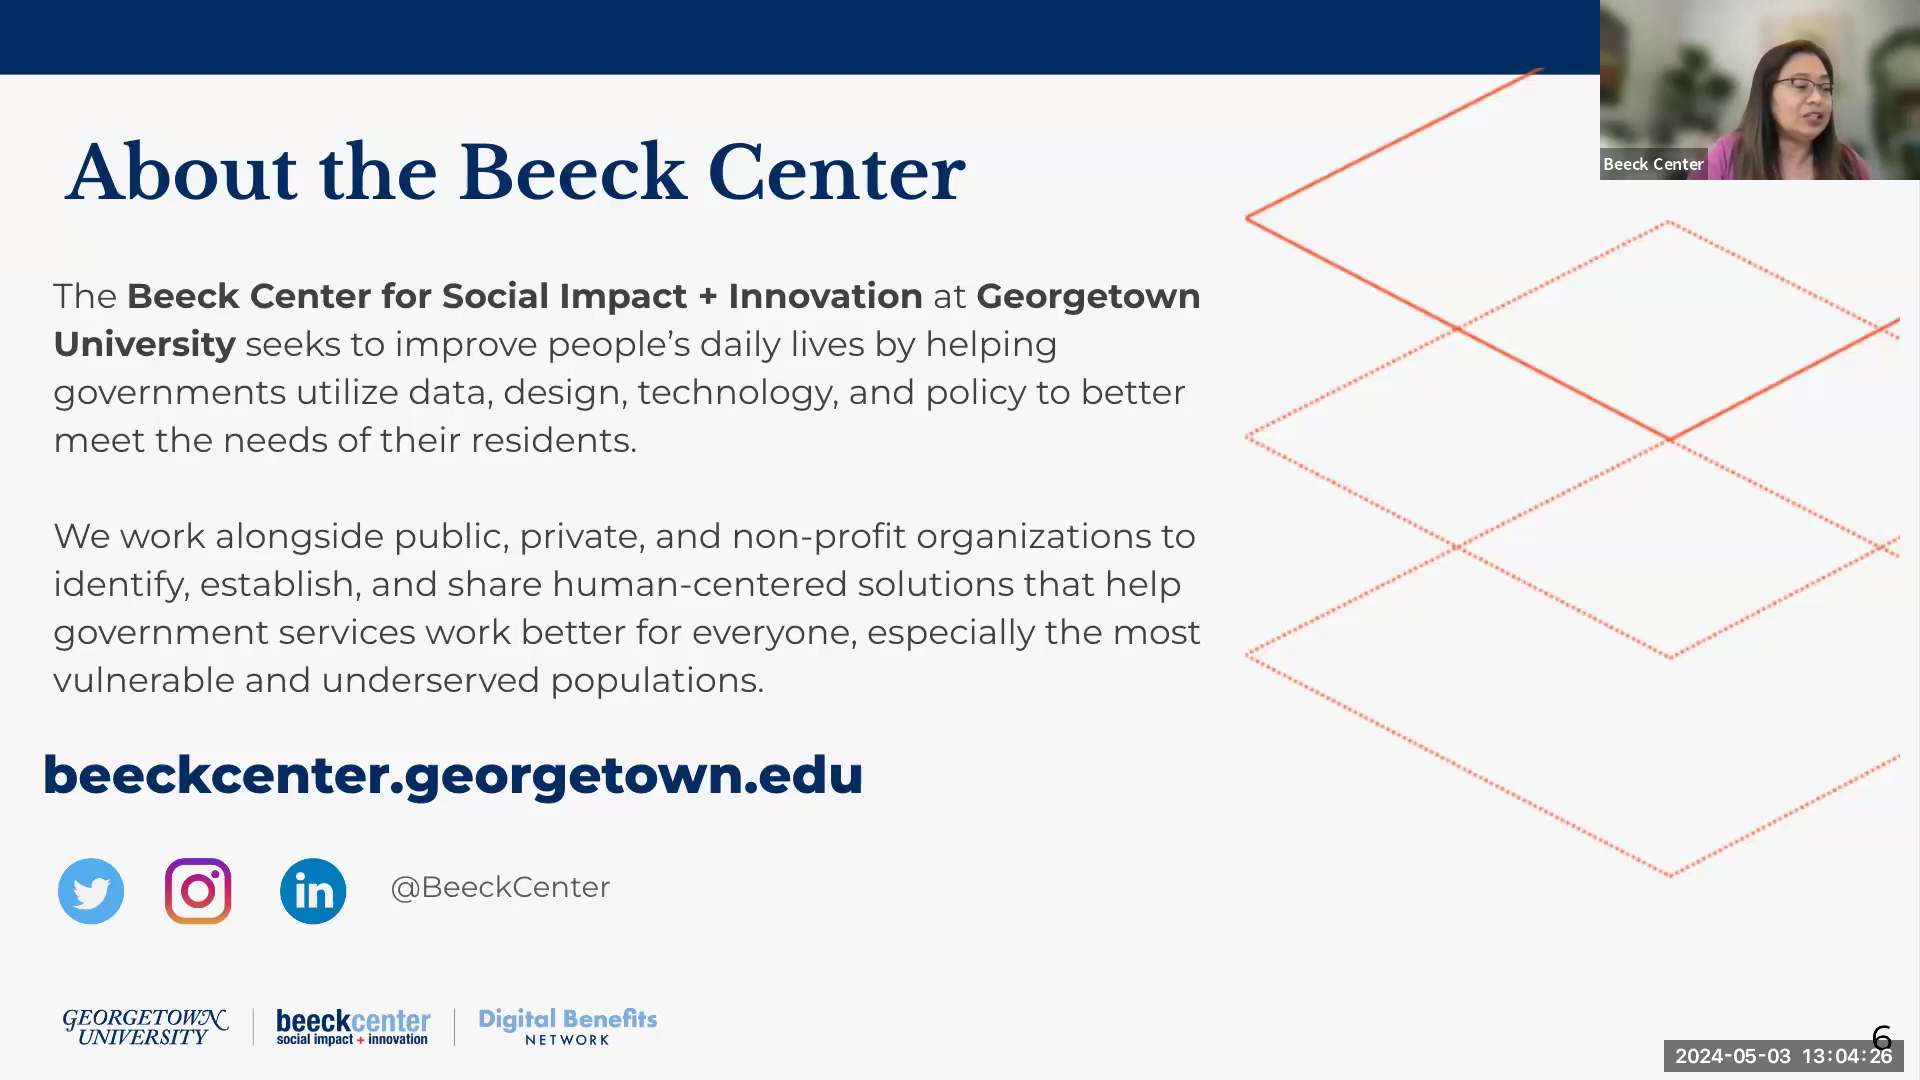 Beeck Center
About the Beeck Center
The Beeck Center for Social Impact + Innovation at Georgetown
University seeks to improve people’s daily lives by helping
governments utilize data, design, technology, and policy to better
meet the needs of their residents.
We work alongside public, private, and non-profit organizations to
identify, establish, and share human-centered solutions that help
government services work better for everyone, especially the most
vulnerable and underserved populations.
beeckcenter.georgetown.edu
in
@BeeckCenter
GEORGETOWN
UNIVERSITY
beeckcenter
social impact + innovation
Digital Benefits
NETWORK
6
2024-05-03 13:04:26